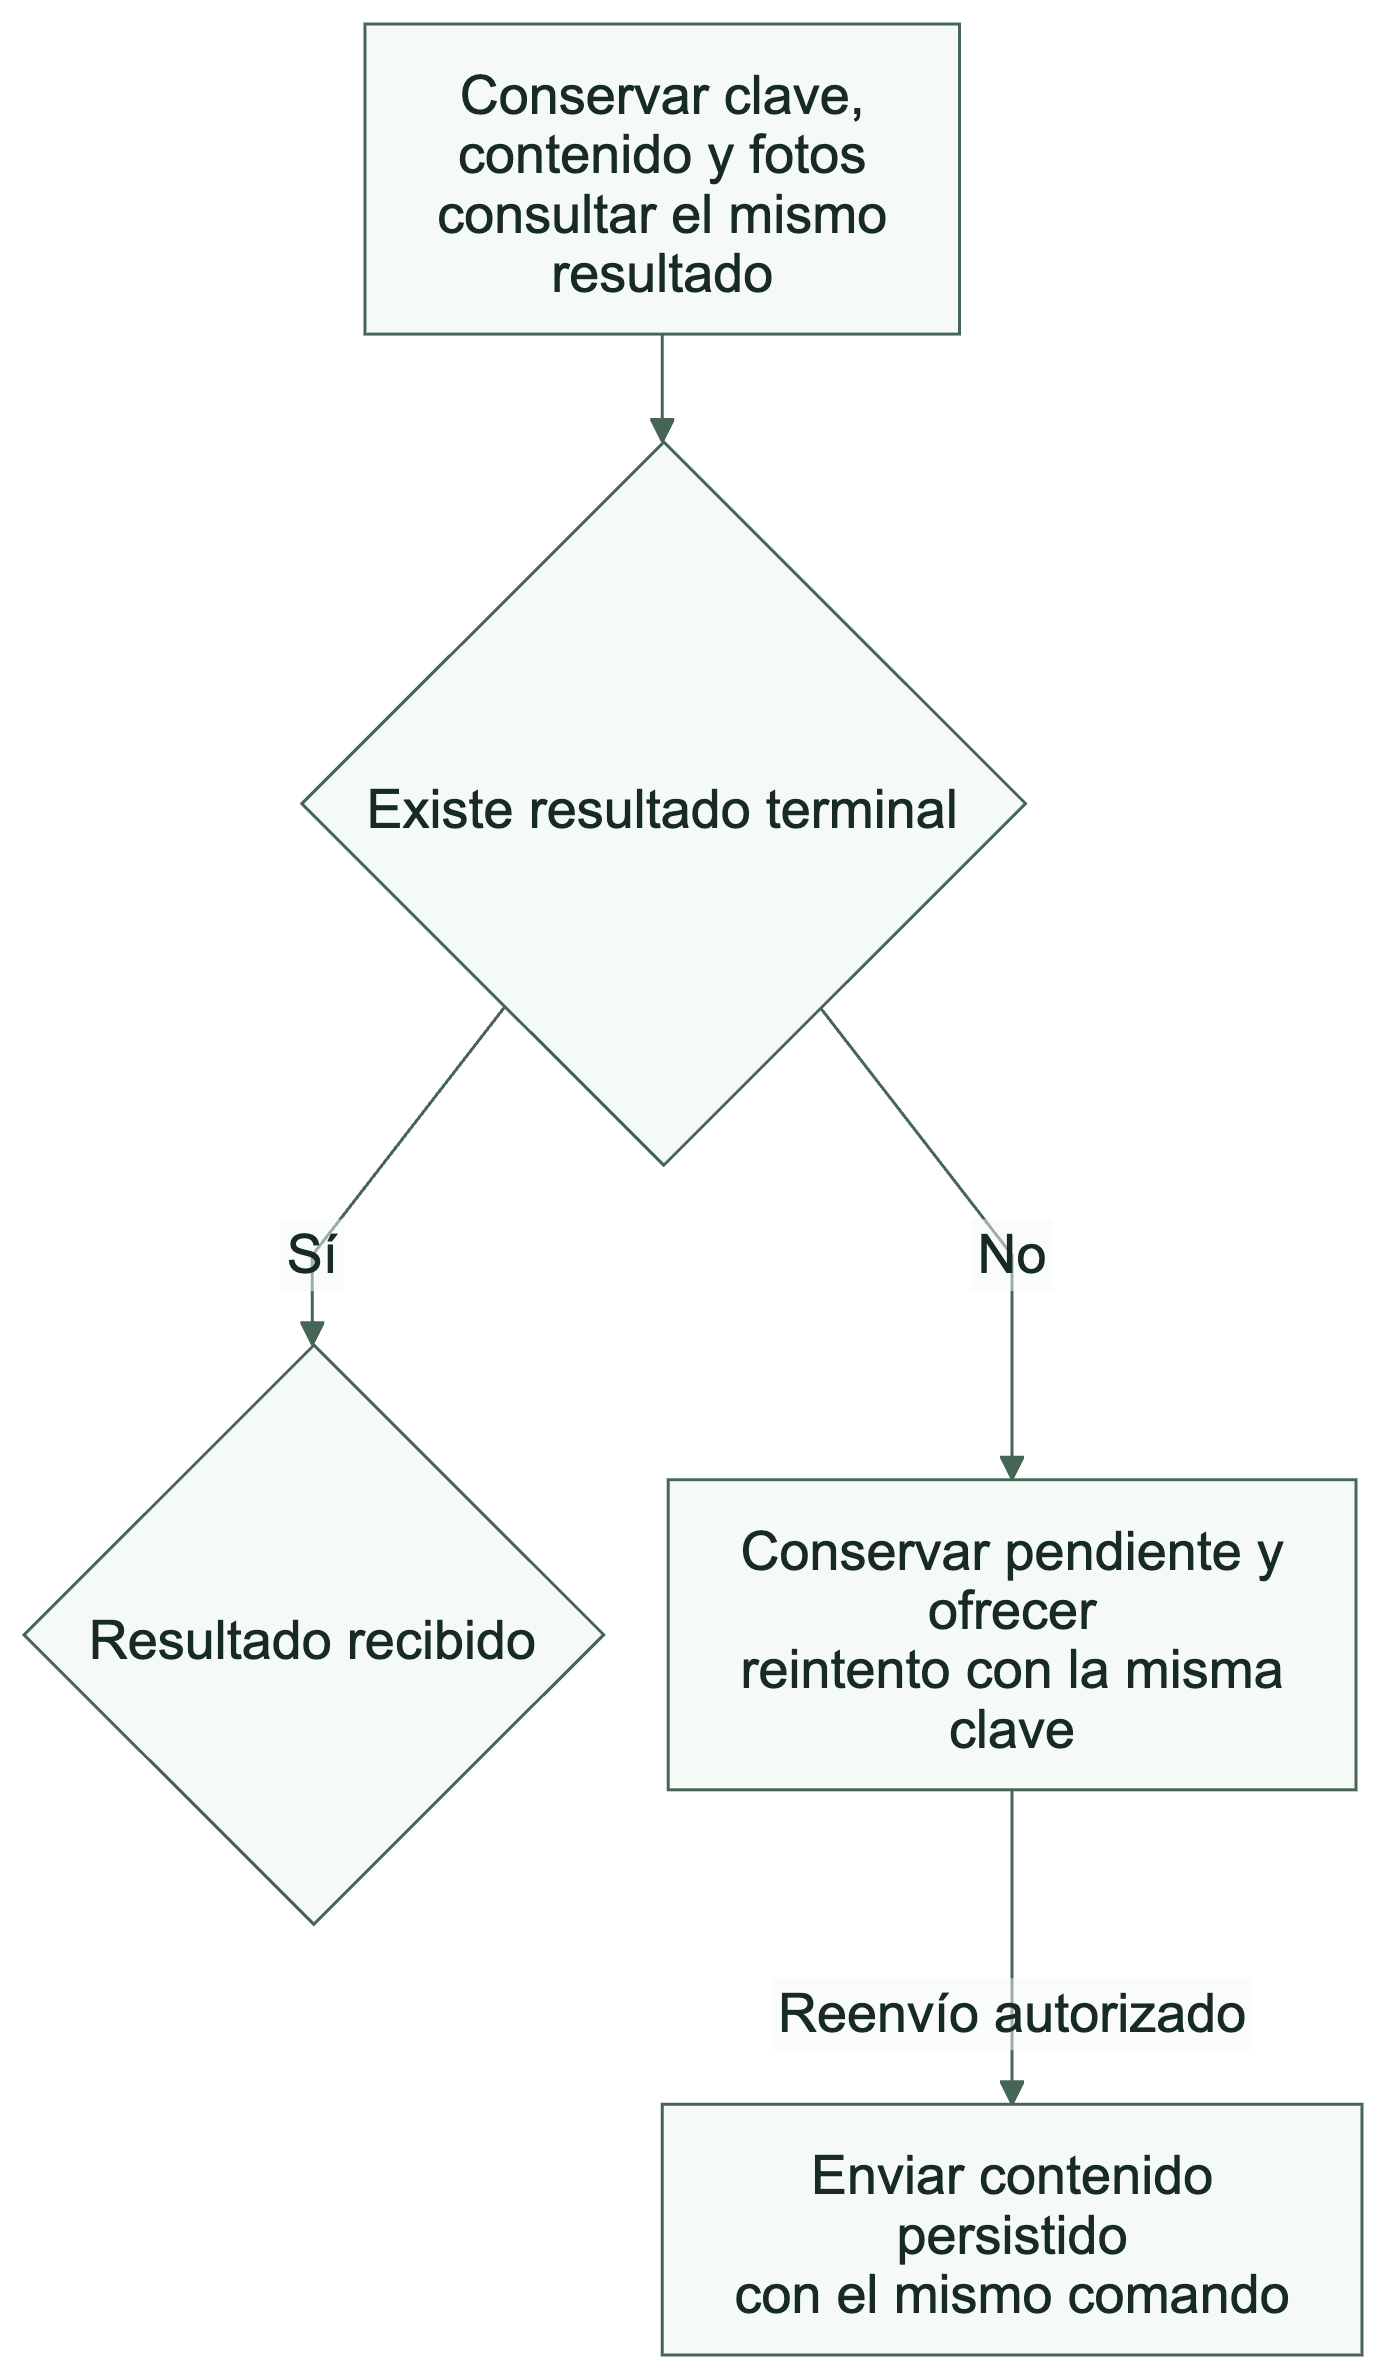 Conservar clave,
contenido y fotos
consultar el mismo
resultado
Existe resultado terminal
Sí
No
Resultado recibido
Conservar pendiente y
ofrecer
reintento con la misma
clave
Reenvío autorizado
Enviar contenido
persistido
con el mismo comando